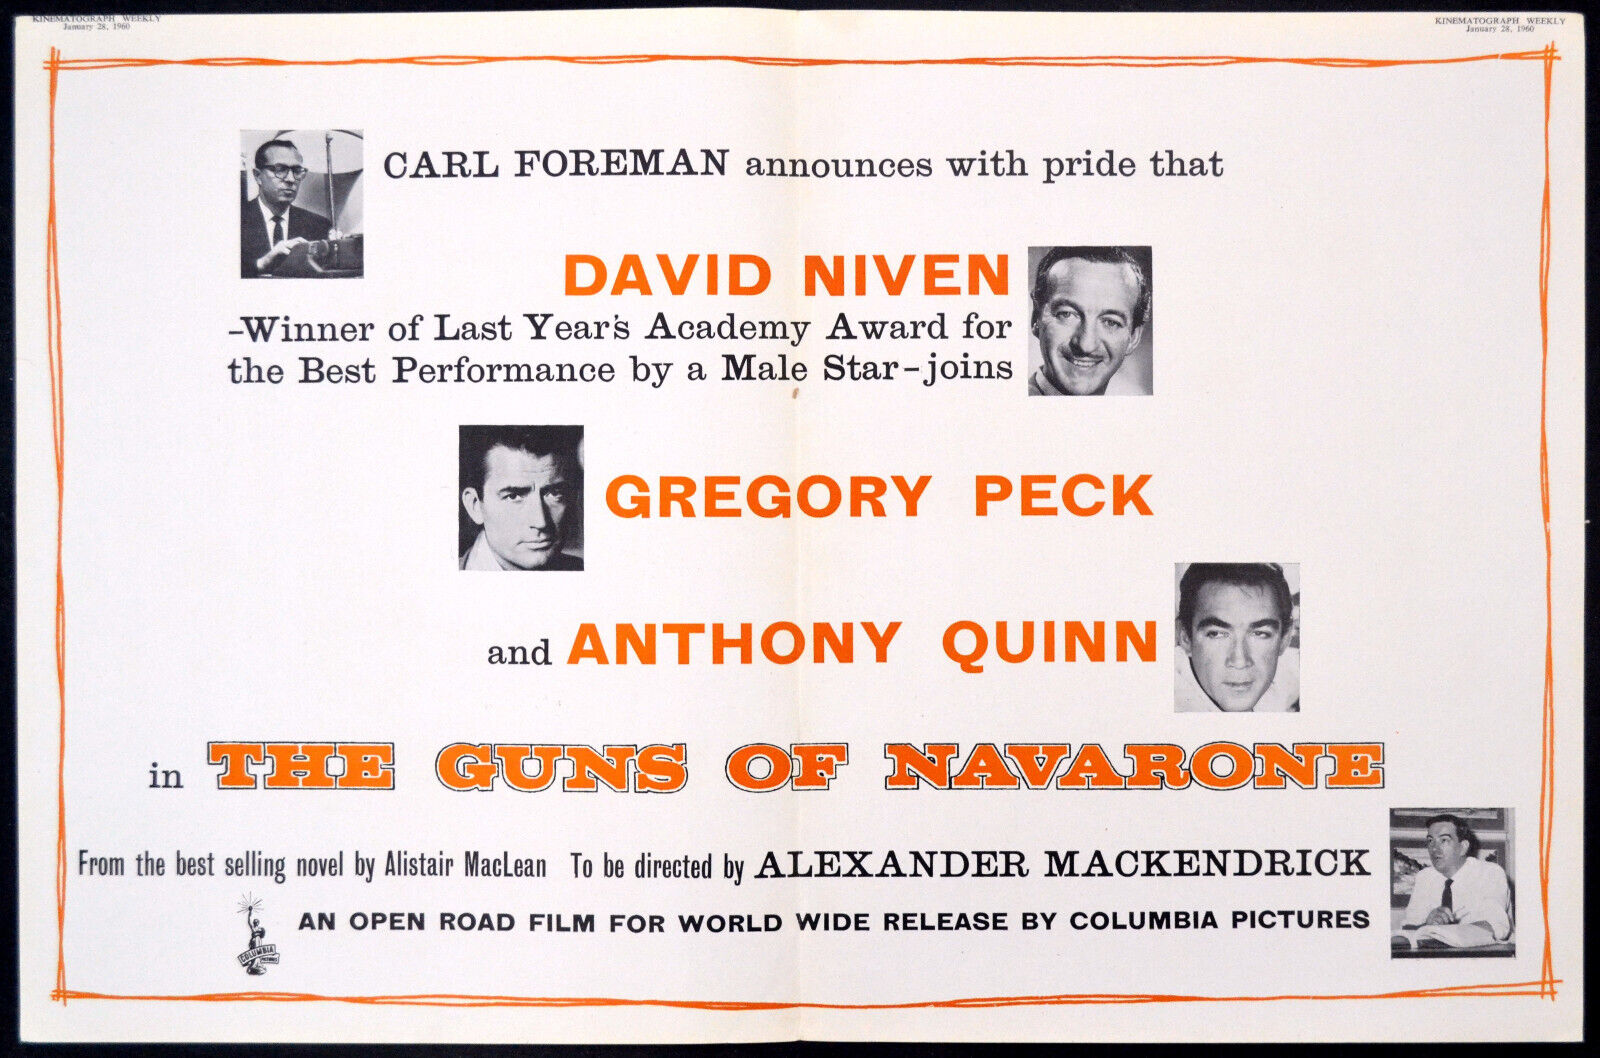 KINEMATOGRAPH WEEKLY
January 28, 1960
KINEMATOGRAPH WEEKLY
January 28, 1960
CARL FOREMAN announces with pride that
DAVID NIVEN
-Winner of Last Year's Academy Award for
the Best Performance by a Male Star-joins
GREGORY PECK
and ANTHONY QUINN
in THE GUNS OF NAVARONE
From the best selling novel by Alistair MacLean To be directed by ALEXANDER MACKENDRICK
AN OPEN ROAD FILM FOR WORLD WIDE RELEASE BY COLUMBIA PICTURES
COLUMBIA
PICTURES